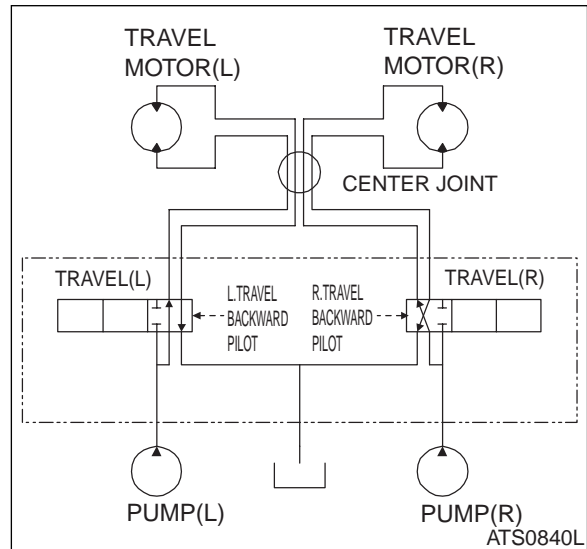 TRAVEL
MOTOR(L)
TRAVEL
MOTOR(R)
CENTER JOINT
TRAVEL(L)
L.TRAVEL
BACKWARD
PILOT
R.TRAVEL
BACKWARD
PILOT
TRAVEL(R)
PUMP(L)
PUMP(R)
ATS0840L